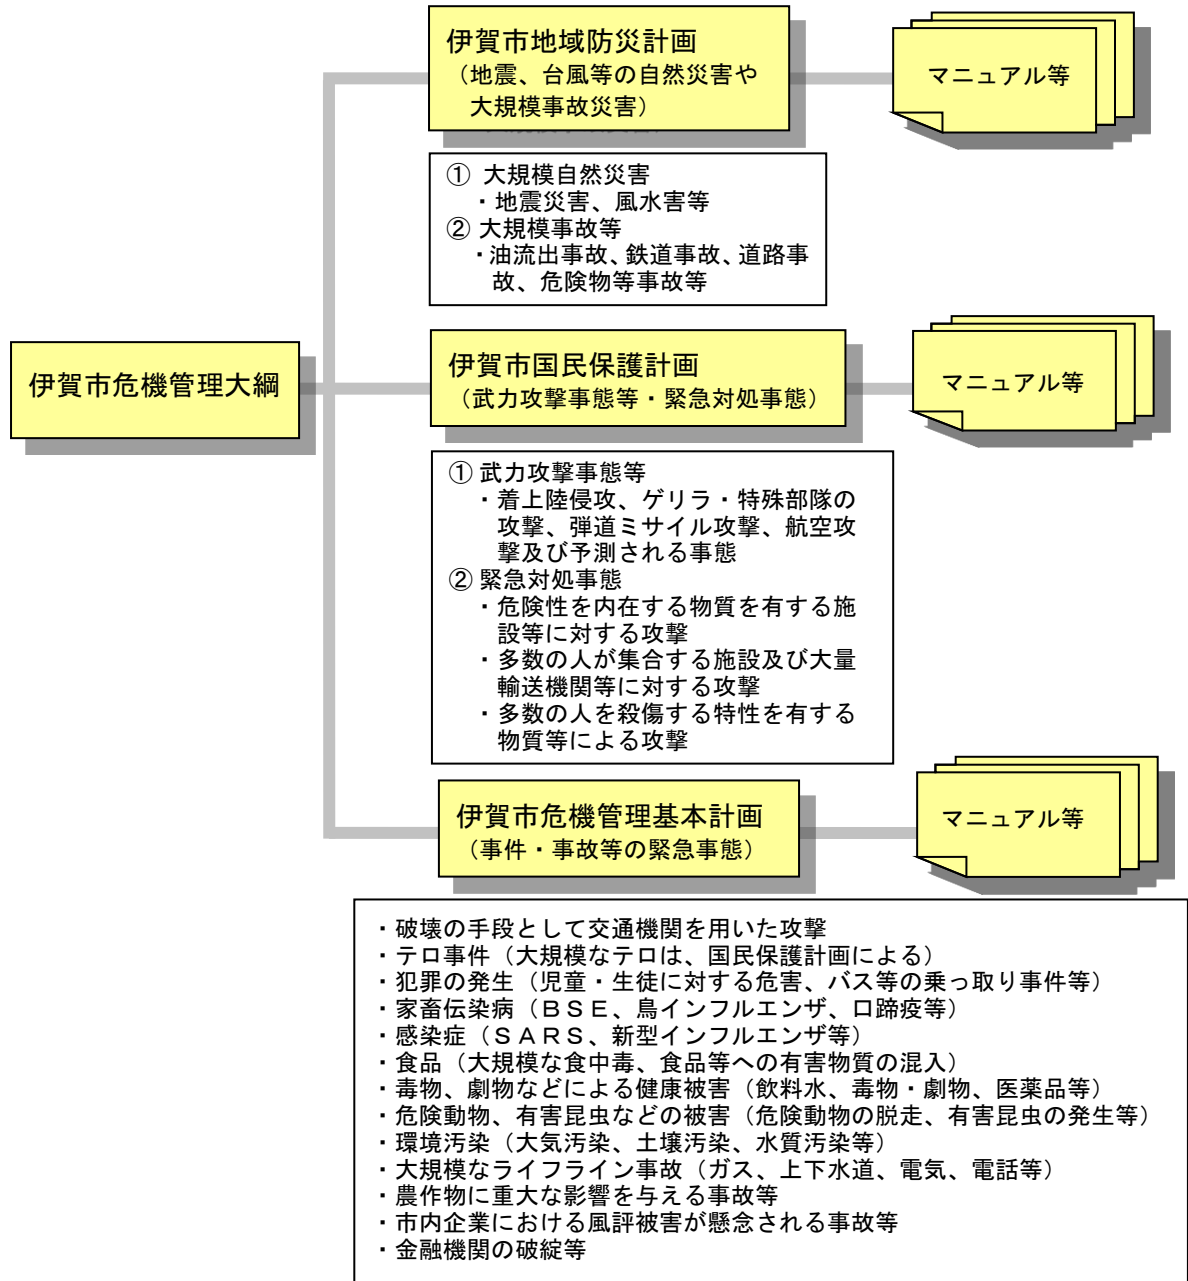 伊賀市地域防災計画
（地震、台風等の自然災害や
大規模事故災害）
マニュアル等
① 大規模自然災害
・地震災害、風水害等
② 大規模事故等
・油流出事故、鉄道事故、道路事
故、危険物等事故等
伊賀市危機管理大綱
伊賀市国民保護計画
（武力攻撃事態等・緊急対処事態）
マニュアル等
① 武力攻撃事態等
・着上陸侵攻、ゲリラ・特殊部隊の
攻撃、弾道ミサイル攻撃、航空攻
撃及び予測される事態
② 緊急対処事態
・危険性を内在する物質を有する施
設等に対する攻撃
・多数の人が集合する施設及び大量
輸送機関等に対する攻撃
・多数の人を殺傷する特性を有する
物質等による攻撃
伊賀市危機管理基本計画
（事件・事故等の緊急事態）
マニュアル等
・破壊の手段として交通機関を用いた攻撃
・テロ事件（大規模なテロは、国民保護計画による）
・犯罪の発生（児童・生徒に対する危害、バス等の乗っ取り事件等）
・家畜伝染病（ＢＳＥ、鳥インフルエンザ、口蹄疫等）
・感染症（ＳＡＲＳ、新型インフルエンザ等）
・食品（大規模な食中毒、食品等への有害物質の混入）
・毒物、劇物などによる健康被害（飲料水、毒物・劇物、医薬品等）
・危険動物、有害昆虫などの被害（危険動物の脱走、有害昆虫の発生等）
・環境汚染（大気汚染、土壌汚染、水質汚染等）
・大規模なライフライン事故（ガス、上下水道、電気、電話等）
・農作物に重大な影響を与える事故等
・市内企業における風評被害が懸念される事故等
・金融機関の破綻等